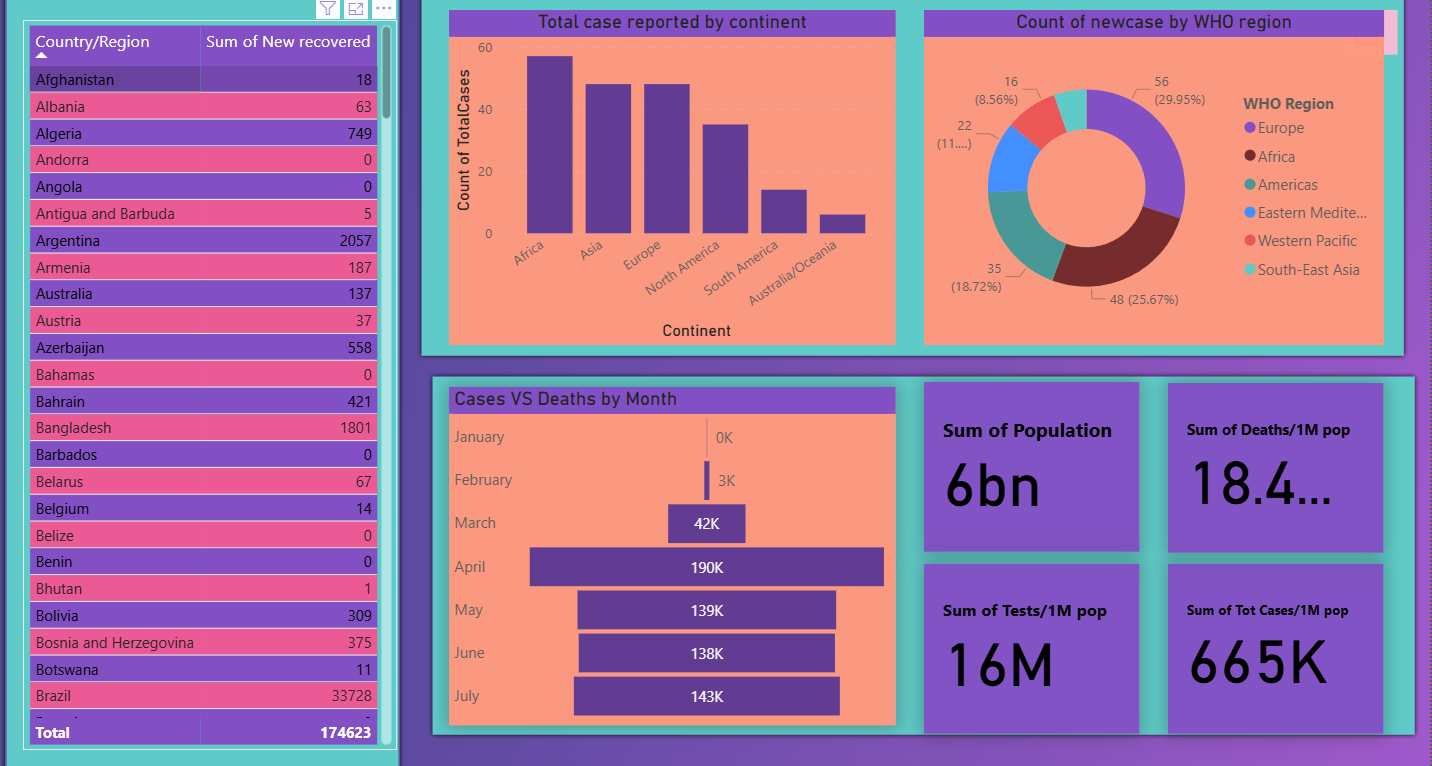 Country/Region Sum of New recovered
Afghanistan 18
Albania 63
Algeria 749
Andorra 0
Angola 0
Antigua and Barbuda 5
Argentina 2057
Armenia 187
Australia 137
Austria 37
Azerbaijan 558
Bahamas 0
Bahrain 421
Bangladesh 1801
Barbados 0
Belarus 67
Belgium 14
Belize 0
Benin 0
Bhutan 1
Bolivia 309
Bosnia and Herzegovina 375
Botswana 11
Brazil 33728
Total 174623
Total case reported by continent
Count of TotalCases
60
40
20
0
Africa
Asia
Europe
North America
South America
Australia/Oceania
Continent
Count of newcase by WHO region
56
(29.95%)
48 (25.67%)
35
(18.72%)
22
(11....)
16
(8.56%)
WHO Region
Europe
Africa
Americas
Eastern Medite...
Western Pacific
South-East Asia
Cases VS Deaths by Month
January 0K
February 3K
March 42K
April 190K
May 139K
June 138K
July 143K
Sum of Population
6bn
Sum of Deaths/1M pop
18.4...
Sum of Tests/1M pop
16M
Sum of Tot Cases/1M pop
665K